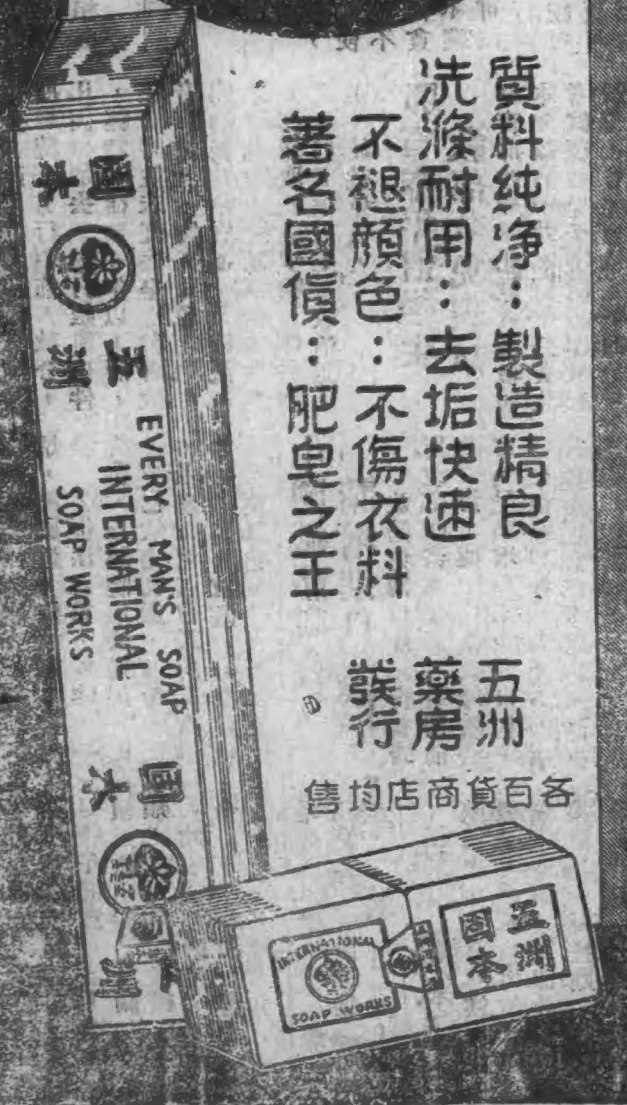 質料純净：製造精良
洗滌耐用：去垢快速
不褪顏色：不傷衣料
著名國貨：肥皂之王
五洲
藥房
發行
各百貨商店均售
固本
五洲
EVERY MAN'S SOAP
INTERNATIONAL
SOAP WORKS
固本
洲
INTERNATIONAL
SOAP WORKS
五洲
固本